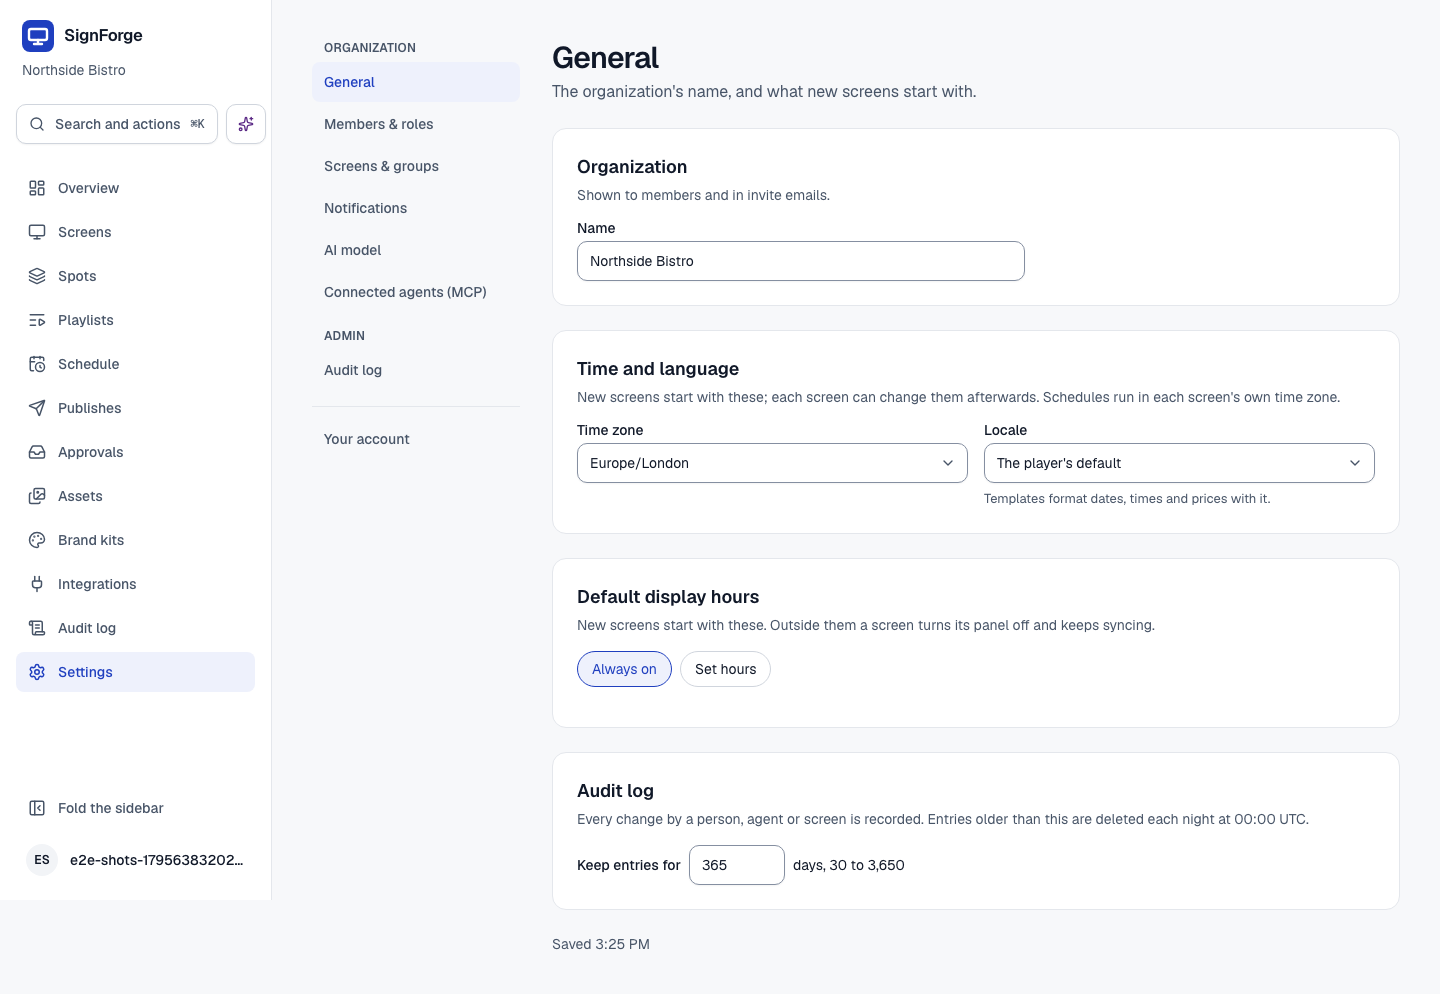 SignForge
Northside Bistro
Search and actions ⌘K
Overview
Screens
Spots
Playlists
Schedule
Publishes
Approvals
Assets
Brand kits
Integrations
Audit log
Settings
Fold the sidebar
ES e2e-shots-17956383202...
ORGANIZATION
General
Members & roles
Screens & groups
Notifications
AI model
Connected agents (MCP)
ADMIN
Audit log
Your account
General
The organization's name, and what new screens start with.
Organization
Shown to members and in invite emails.
Name
Northside Bistro
Time and language
New screens start with these; each screen can change them afterwards. Schedules run in each screen's own time zone.
Time zone
Europe/London
Locale
The player's default
Templates format dates, times and prices with it.
Default display hours
New screens start with these. Outside them a screen turns its panel off and keeps syncing.
Always on Set hours
Audit log
Every change by a person, agent or screen is recorded. Entries older than this are deleted each night at 00:00 UTC.
Keep entries for 365 days, 30 to 3,650
Saved 3:25 PM